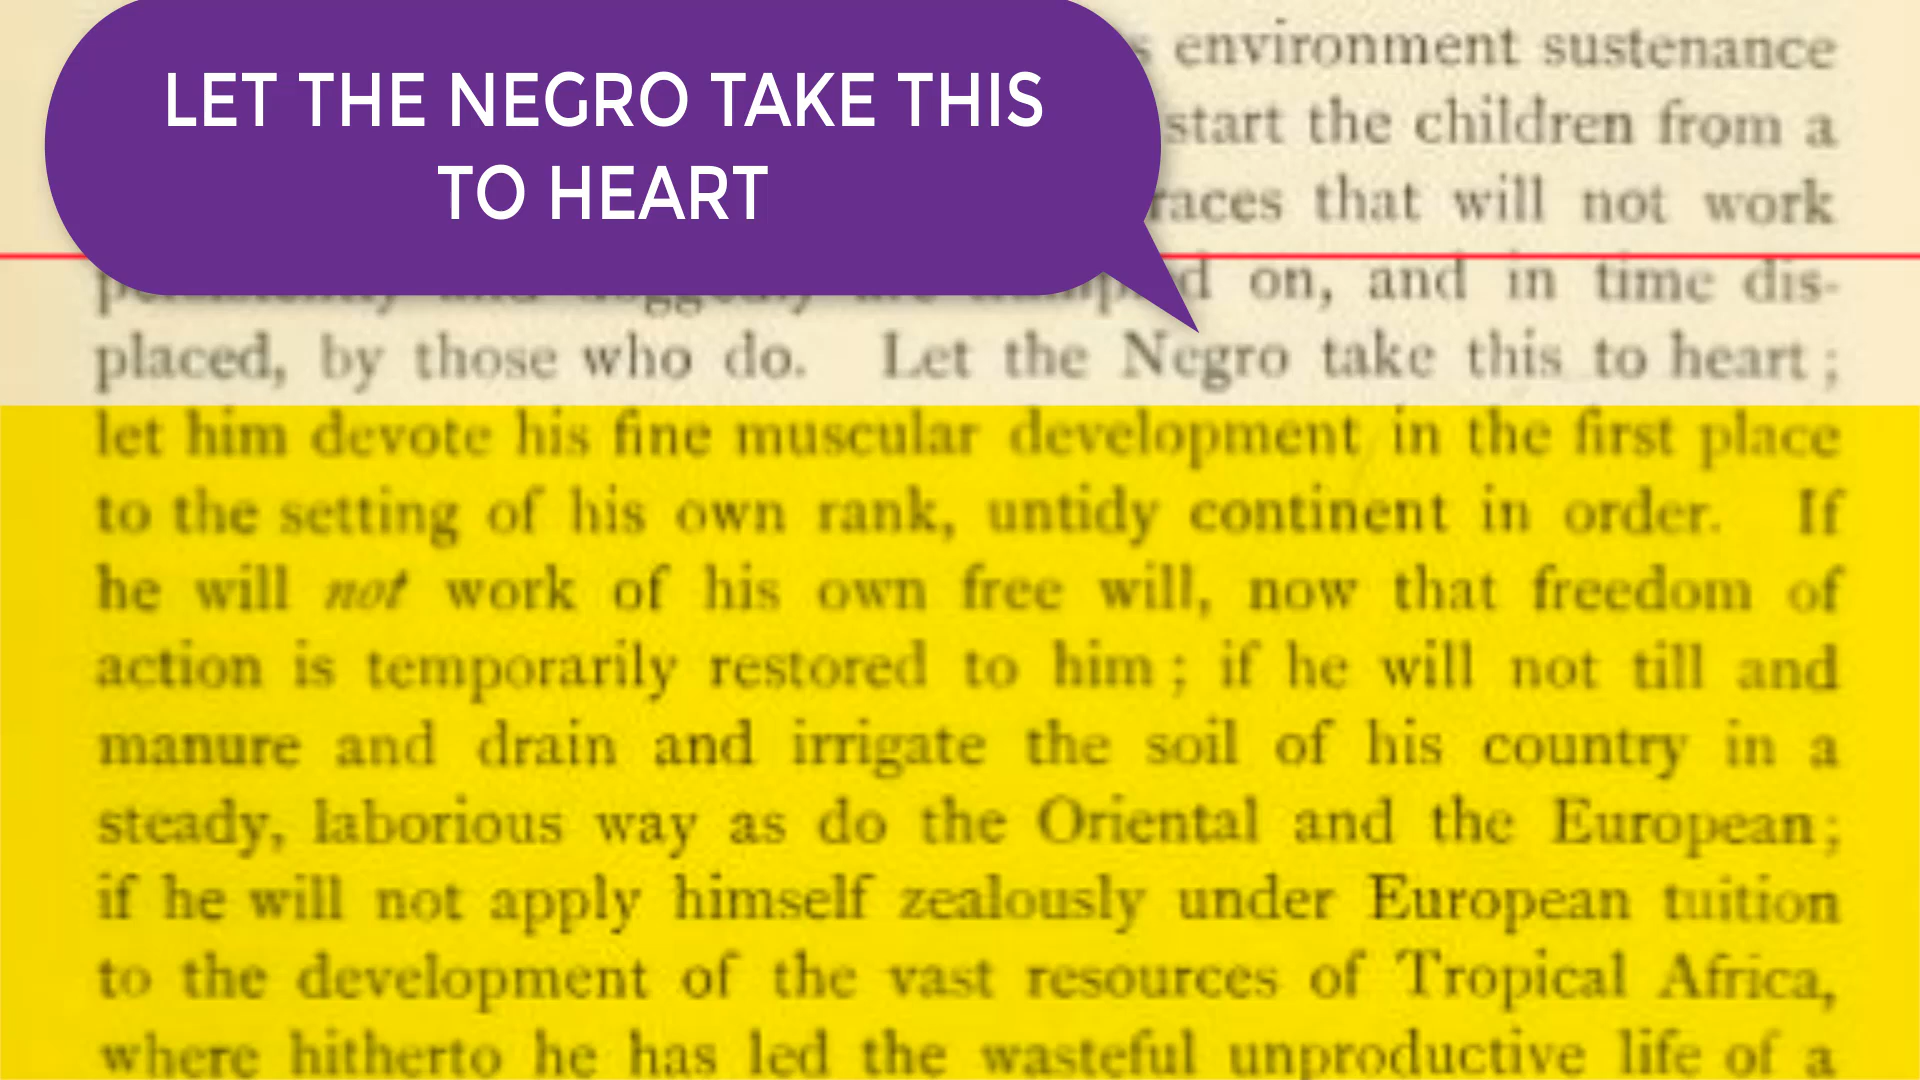 LET THE NEGRO TAKE THIS
TO HEART
environment sustenance
start the children from a
races that will not work
on, and in time dis-
placed, by those who do. Let the Negro take this to heart ;
let him devote his fine muscular development in the first place
to the setting of his own rank, untidy continent in order. If
he will not work of his own free will, now that freedom of
action is temporarily restored to him ; if he will not till and
manure and drain and irrigate the soil of his country in a
steady, laborious way as do the Oriental and the European ;
if he will not apply himself zealously under European tuition
to the development of the vast resources of Tropical Africa,
where hitherto he has led the wasteful unproductive life of a